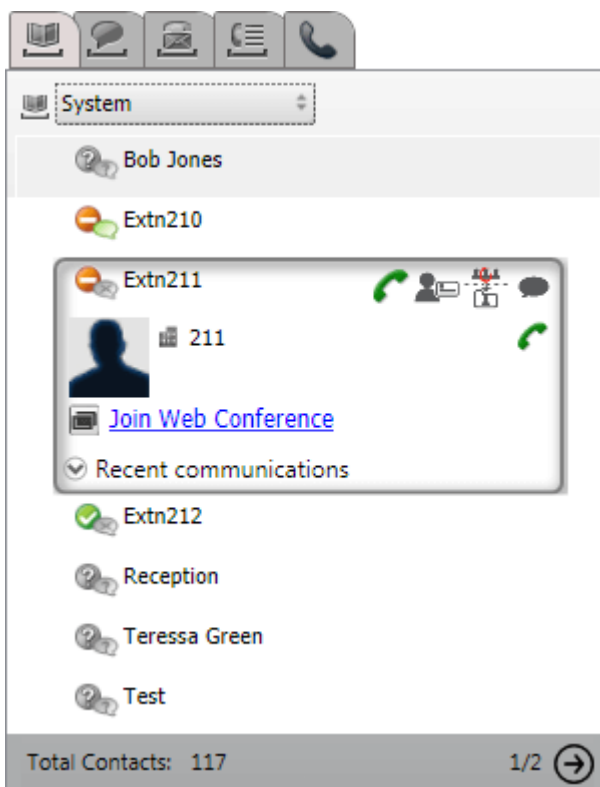 System
Bob Jones
Extn210
Extn211
211
Join Web Conference
Recent communications
Extn212
Reception
Teressa Green
Test
Total Contacts: 117 1/2